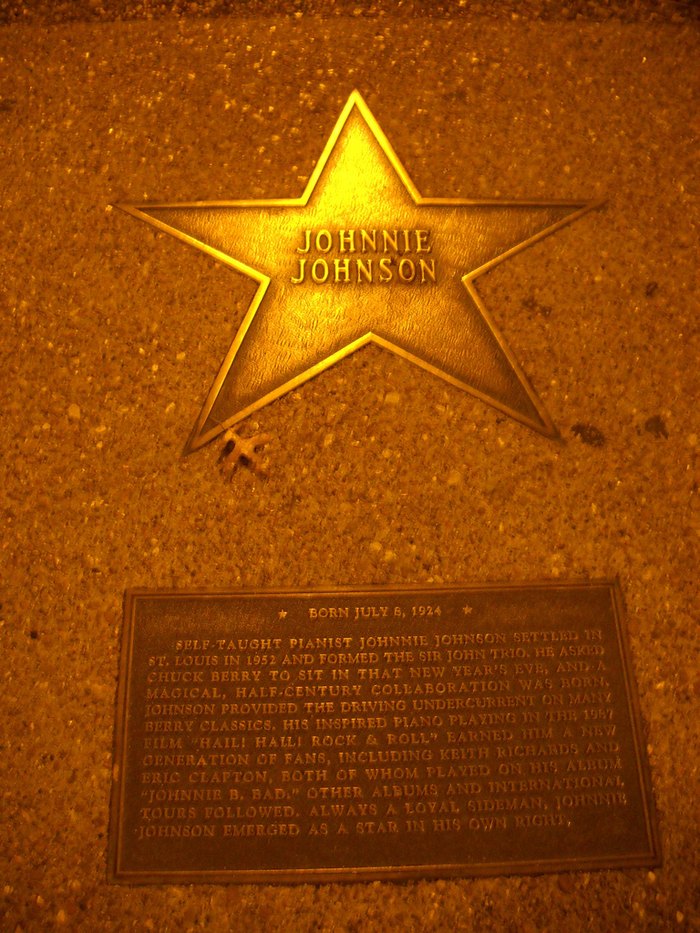 JOHNNIE
JOHNSON
BORN JULY 8, 1924
SELF-TAUGHT PIANIST JOHNNIE JOHNSON SETTLED IN
ST. LOUIS IN 1952 AND FORMED THE SIR JOHN TRIO. HE ASKED
CHUCK BERRY TO SIT IN THAT NEW YEAR'S EVE, AND A
MAGICAL, HALF-CENTURY COLLABORATION WAS BORN.
JOHNSON PROVIDED THE DRIVING UNDERCURRENT ON MANY
BERRY CLASSICS. HIS INSPIRED PIANO PLAYING IN THE 1987
FILM "HAIL! HAIL! ROCK & ROLL" EARNED HIM A NEW
GENERATION OF FANS, INCLUDING KEITH RICHARDS AND
ERIC CLAPTON, BOTH OF WHOM PLAYED ON HIS ALBUM
"JOHNNIE B. BAD." OTHER ALBUMS AND INTERNATIONAL
TOURS FOLLOWED. ALWAYS A LOYAL SIDEMAN, JOHNNIE
JOHNSON EMERGED AS A STAR IN HIS OWN RIGHT.